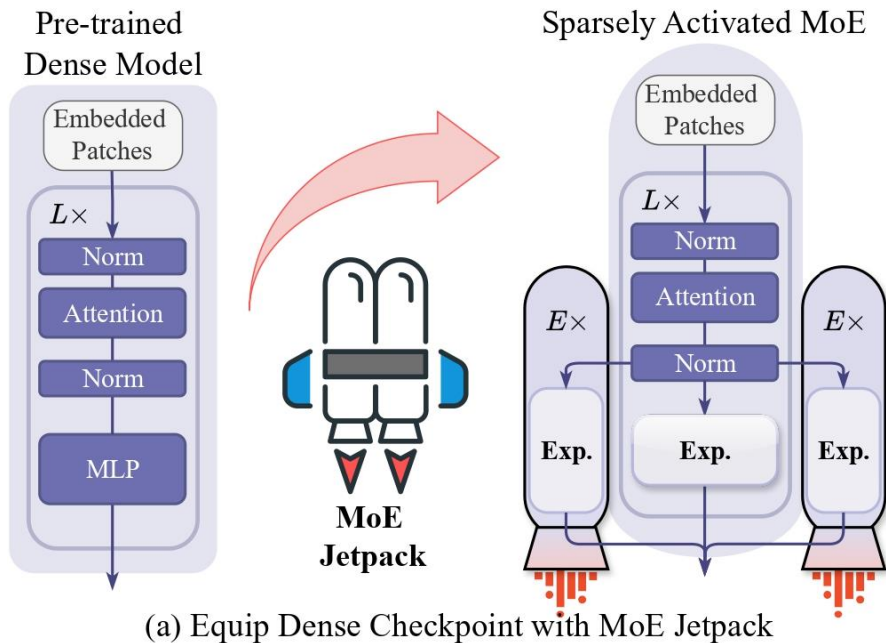 Pre-trained
Dense Model
Embedded
Patches
L×
Norm
Attention
Norm
MLP
MoE
Jetpack
Sparsely Activated MoE
Embedded
Patches
L×
Norm
Attention
Norm
E×
E×
Exp.
Exp.
Exp.
(a) Equip Dense Checkpoint with MoE Jetpack